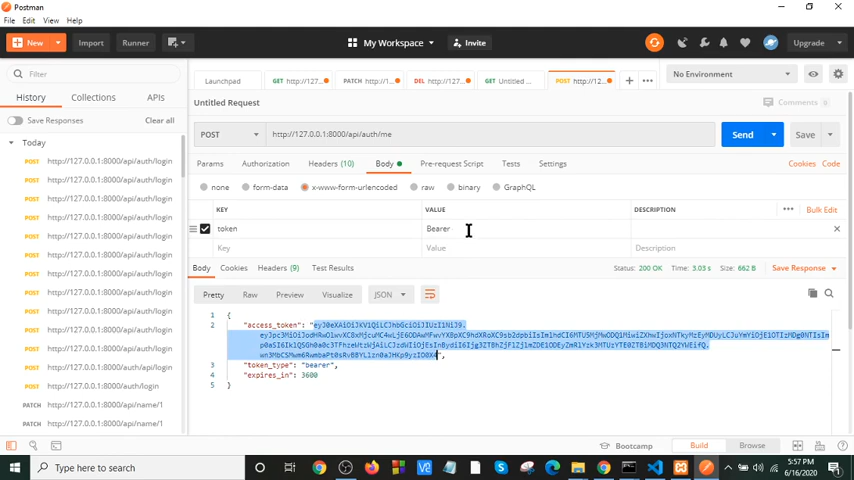 Postman
File Edit View Help
New Import Runner My Workspace Invite Upgrade
Filter
History Collections APIs
Save Responses Clear all
Today
POST http://127.0.0.1:8000/api/auth/login
POST http://127.0.0.1:8000/api/auth/login
POST http://127.0.0.1:8000/api/auth/login
POST http://127.0.0.1:8000/api/auth/login
POST http://127.0.0.1:8000/api/auth/login
POST http://127.0.0.1:8000/api/auth/login
POST http://127.0.0.1:8000/api/auth/login
POST http://127.0.0.1:8000/api/auth/login
POST http://127.0.0.1:8000/api/auth/login
POST http://127.0.0.1:8000/api/auth/login
POST http://127.0.0.1:8000/api/auth/login
POST http://127.0.0.1:8000/auth/api/login
POST http://127.0.0.1:8000/auth/login
PATCH http://127.0.0.1:8000/api/name/1
PATCH http://127.0.0.1:8000/api/name/1
Launchpad GET http://127... PATCH http://1... DEL http://127... GET Untitled ... POST http://12... No Environment
Untitled Request Comments 0
POST http://127.0.0.1:8000/api/auth/me Send Save
Params Authorization Headers (10) Body Pre-request Script Tests Settings Cookies Code
none form-data x-www-form-urlencoded raw binary GraphQL
KEY VALUE DESCRIPTION Bulk Edit
token Bearer
Key Value Description
Body Cookies Headers (9) Test Results Status: 200 OK Time: 3.03 s Size: 662 B Save Response
Pretty Raw Preview Visualize JSON
1 {
2 "access_token":
3 "token_type": "bearer",
4 "expires_in": 3600
5 }
Bootcamp Build Browse
Type here to search
5:57 PM
6/16/2020